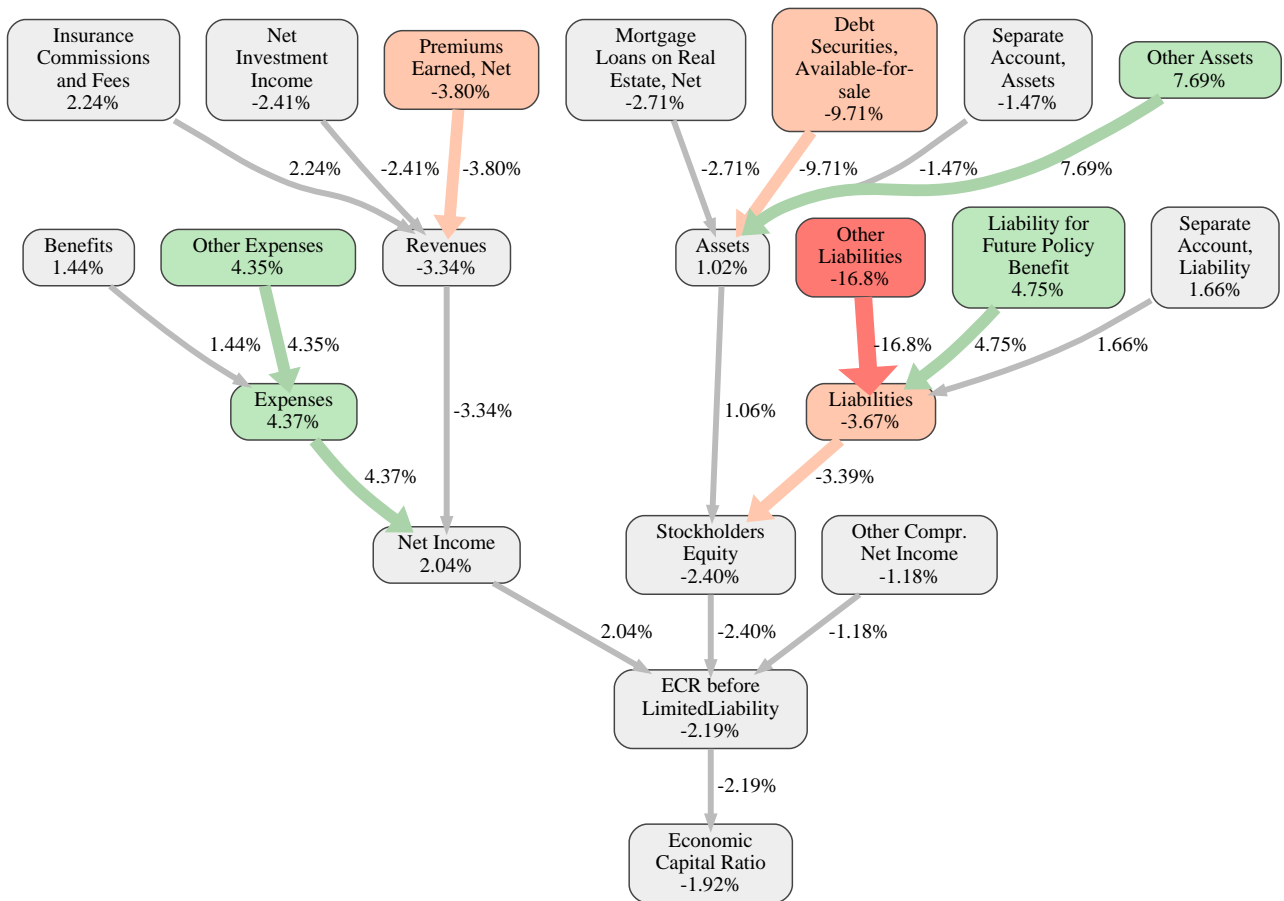 Insurance
Commissions
and Fees
2.24%
Net
Investment
Income
-2.41%
Premiums
Earned, Net
-3.80%
Mortgage
Loans on Real
Estate, Net
-2.71%
Debt
Securities,
Available-for-
sale
-9.71%
Separate
Account,
Assets
-1.47%
Other Assets
7.69%
2.24%
-2.41%
-3.80%
-2.71%
-9.71%
-1.47%
7.69%
Benefits
1.44%
Other Expenses
4.35%
Revenues
-3.34%
Assets
1.02%
Other
Liabilities
-16.8%
Liability for
Future Policy
Benefit
4.75%
Separate
Account,
Liability
1.66%
1.44%
4.35%
-16.8%
4.75%
1.66%
Expenses
4.37%
-3.34%
1.06%
Liabilities
-3.67%
4.37%
-3.39%
Net Income
2.04%
Stockholders
Equity
-2.40%
Other Compr.
Net Income
-1.18%
2.04%
-2.40%
-1.18%
ECR before
LimitedLiability
-2.19%
-2.19%
Economic
Capital Ratio
-1.92%